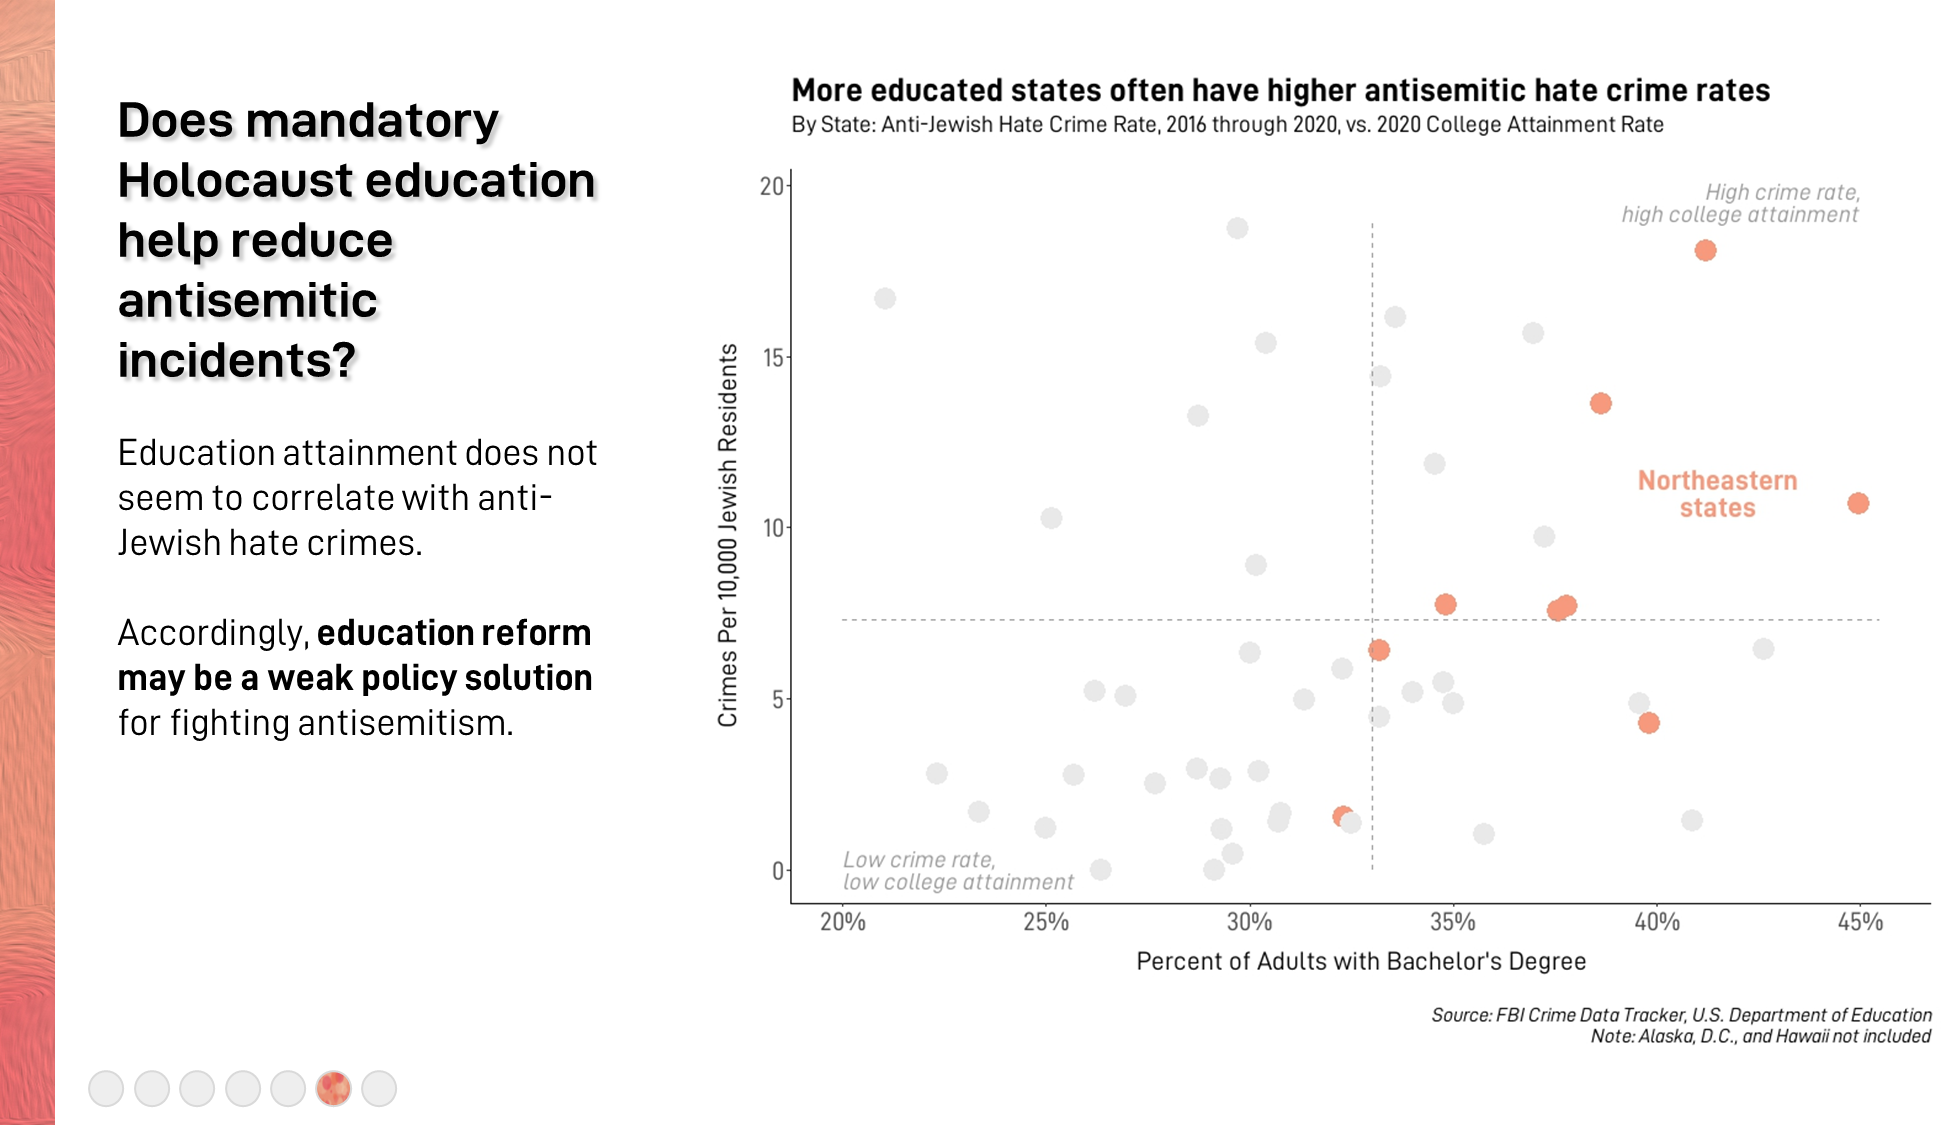 Does mandatory
Holocaust education
help reduce
antisemitic
incidents?
Education attainment does not
seem to correlate with anti-
Jewish hate crimes.
Accordingly, education reform
may be a weak policy solution
for fighting antisemitism.
More educated states often have higher antisemitic hate crime rates
By State: Anti-Jewish Hate Crime Rate, 2016 through 2020, vs. 2020 College Attainment Rate
Crimes Per 10,000 Jewish Residents
20
15
10
5
0
High crime rate,
high college attainment
Northeastern
states
Low crime rate,
low college attainment
20%
25%
30%
35%
40%
45%
Percent of Adults with Bachelor's Degree
Source: FBI Crime Data Tracker, U.S. Department of Education
Note: Alaska, D.C., and Hawaii not included